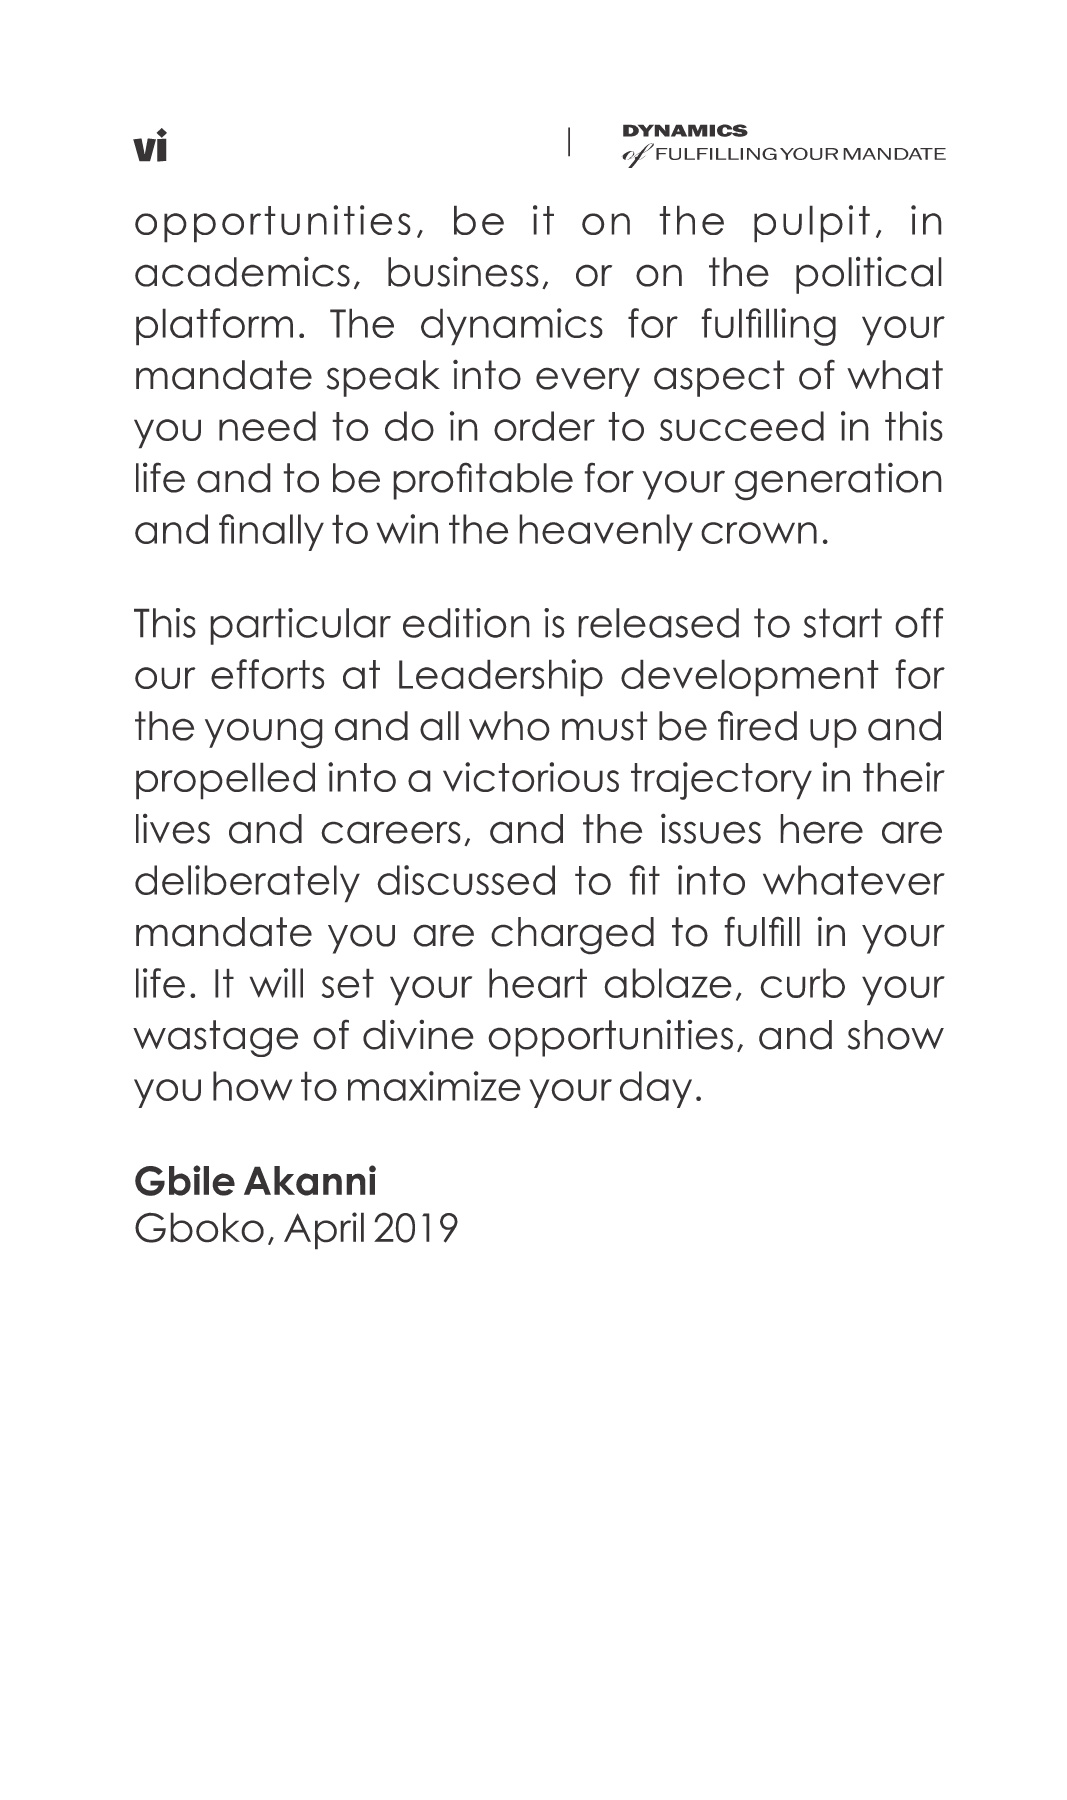 vi
DYNAMICS
of FULFILLING YOUR MANDATE
opportunities, be it on the pulpit, in
academics, business, or on the political
platform. The dynamics for fulfilling your
mandate speak into every aspect of what
you need to do in order to succeed in this
life and to be profitable for your generation
and finally to win the heavenly crown.
This particular edition is released to start off
our efforts at Leadership development for
the young and all who must be fired up and
propelled into a victorious trajectory in their
lives and careers, and the issues here are
deliberately discussed to fit into whatever
mandate you are charged to fulfill in your
life. It will set your heart ablaze, curb your
wastage of divine opportunities, and show
you how to maximize your day.
Gbile Akanni
Gboko, April 2019